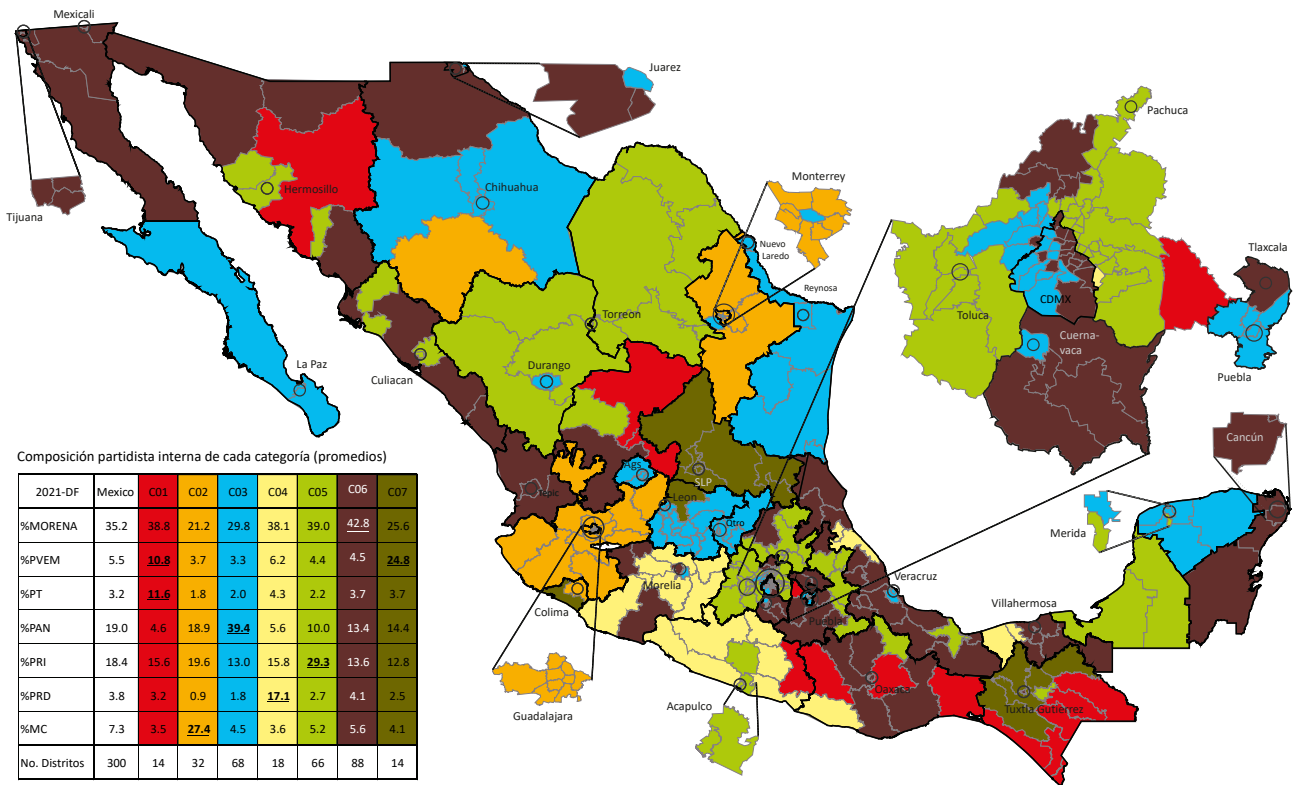 Mexicali
Juarez
Pachuca
Monterrey
Hermosillo
Chihuahua
Tijuana
Nuevo
Laredo
Tlaxcala
Reynosa
CDMX
Toluca
Torreon
Cuerna-
vaca
La Paz
Durango
Culiacan
Puebla
Cancún
Composición partidista interna de cada categoría (promedios)
2021-DF Mexico C01 C02 C03 C04 C05 C06 C07
%MORENA 35.2 38.8 21.2 29.8 38.1 39.0 42.8 25.6
%PVEM 5.5 10.8 3.7 3.3 6.2 4.4 4.5 24.8
%PT 3.2 11.6 1.8 2.0 4.3 2.2 3.7 3.7
%PAN 19.0 4.6 18.9 39.4 5.6 10.0 13.4 14.4
%PRI 18.4 15.6 19.6 13.0 15.8 29.3 13.6 12.8
%PRD 3.8 3.2 0.9 1.8 17.1 2.7 4.1 2.5
%MC 7.3 3.5 27.4 4.5 3.6 5.2 5.6 4.1
No. Distritos 300 14 32 68 18 66 88 14
Ags
SLP
Tepic
Leon
Qtro
Merida
Morelia
Veracruz
Villahermosa
Colima
Puebla
Oaxaca
Acapulco
Tuxtla Gutierrez
Guadalajara